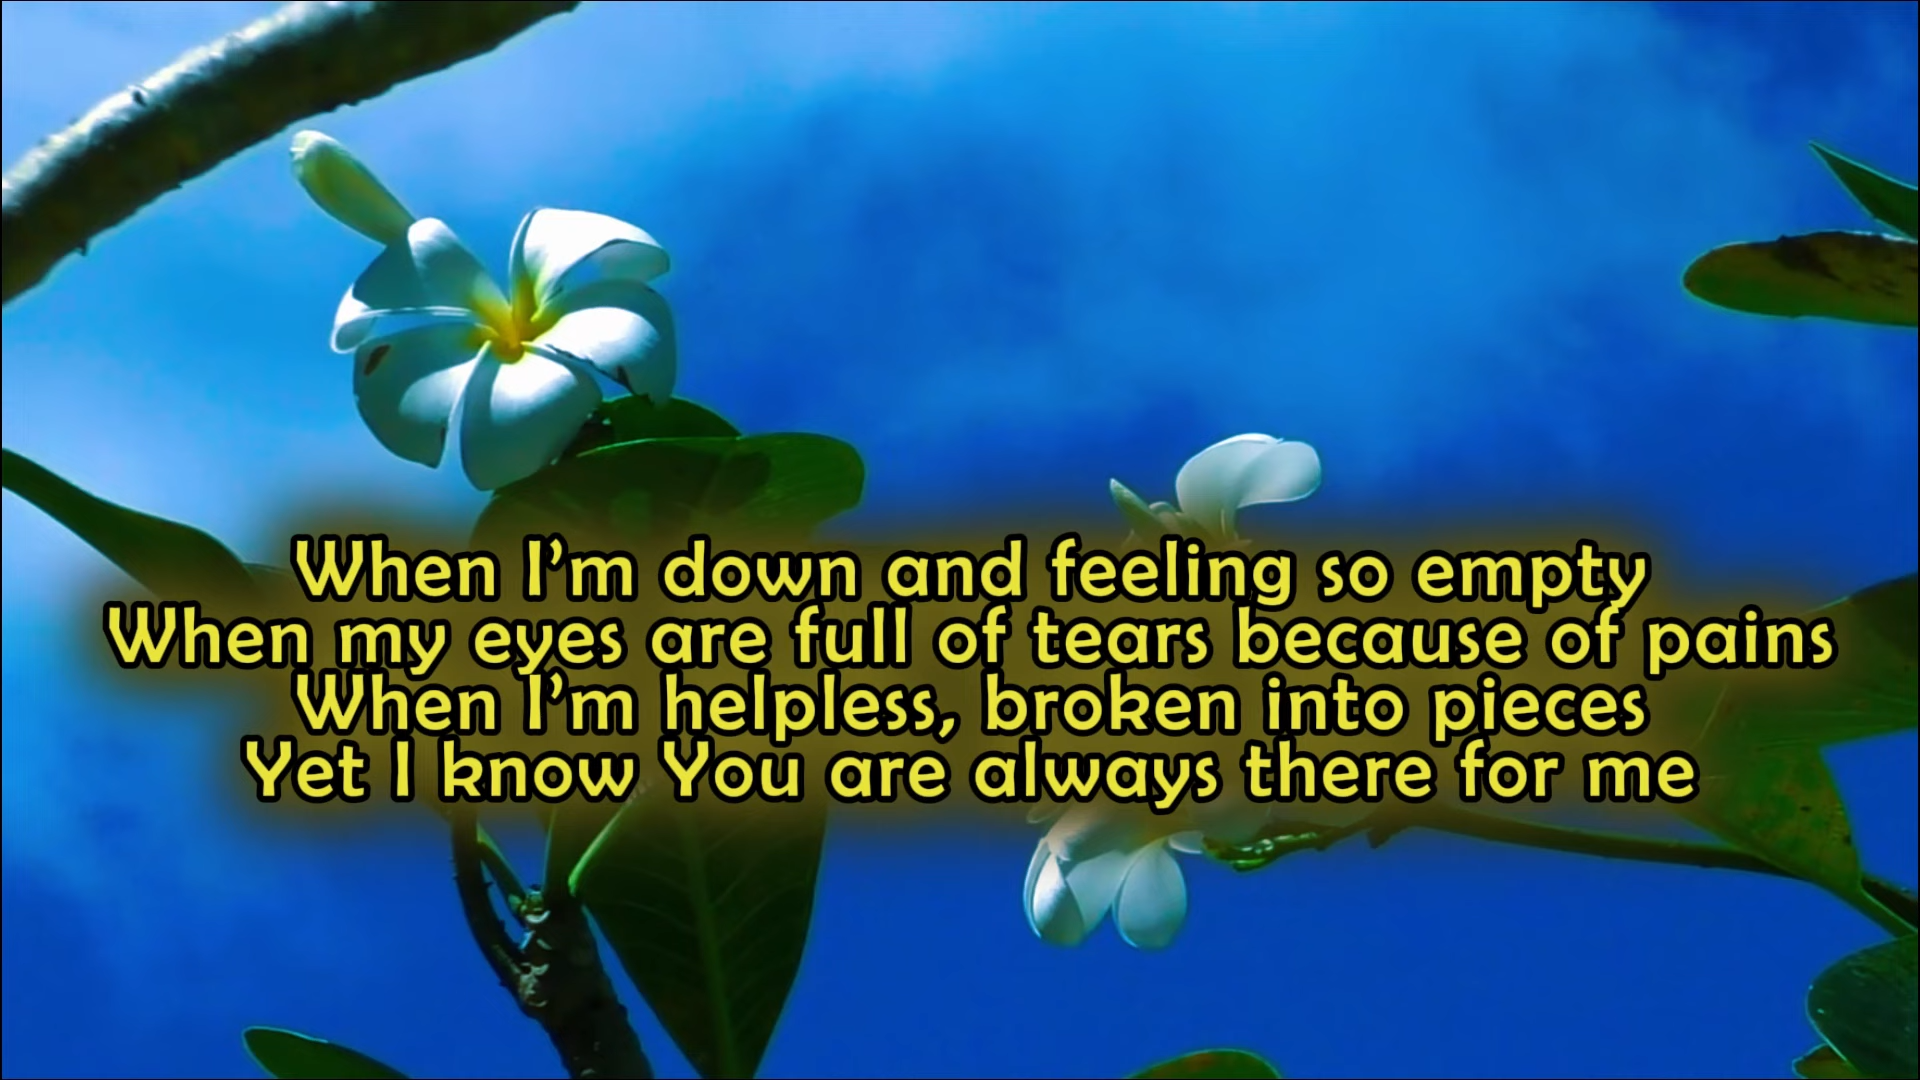 When I’m down and feeling so empty
When my eyes are full of tears because of pains
When I’m helpless, broken into pieces
Yet I know You are always there for me